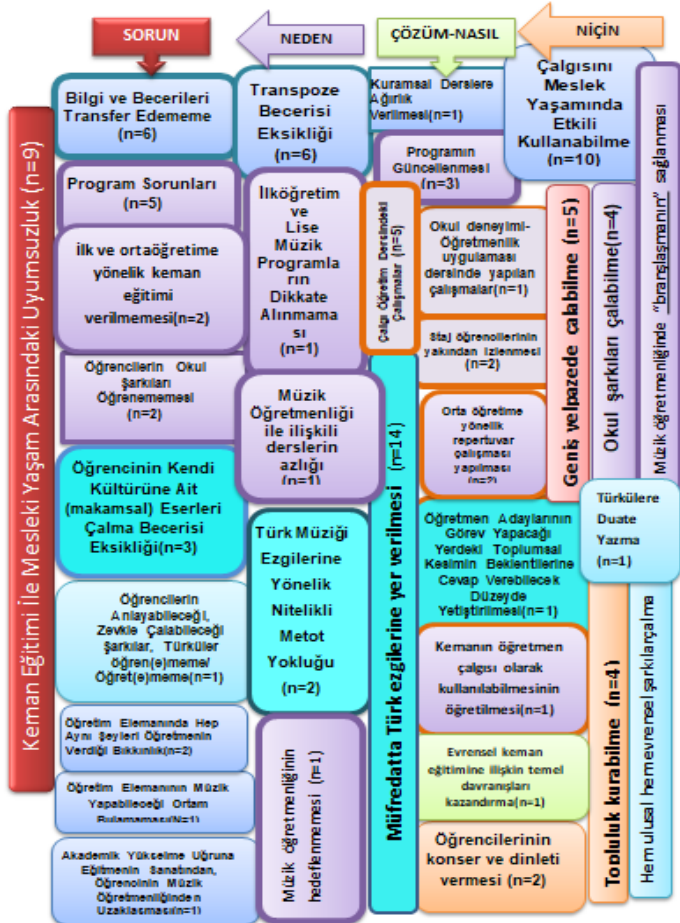 SORUN
NEDEN
ÇÖZÜM-NASIL
NİÇİN
Keman Eğitimi İle Mesleki Yaşam Arasındaki Uyumsuzluk (n=9)
Bilgi ve Becerileri
Transfer Edememe
(n=6)
Program Sorunları
(n=5)
İlk ve ortaöğretime
yönelik keman
eğitimi
verilmemesi(n=2)
Öğrencilerin Okul
Şarkıları
Öğrenememesi
(n=2)
Öğrencinin Kendi
Kültürüne Ait
(makamsal) Eserleri
Çalma Becerisi
Eksikliği(n=3)
Öğrencilerin
Anlayabileceği,
Zevkle Çalabileceği
Şarkılar, Türküler
öğren(e)meme/
Öğret(e)meme(n=1)
Öğretim Elemanında Hep
Aynı Şeyleri Öğretmenin
Verdiği Bıkkınlık(n=2)
Öğretim Elemanının Müzik
Yapabileceği Ortam
Bulamaması(N=1)
Akademik Yükselme Uğruna
Eğitmenin Sanatından,
Öğrencinin Müzik
Öğretmenliğinden
Uzaklaşması(n=1)
Transpoze
Becerisi
Eksikliği
(n=6)
İlköğretim
ve
Lise
Müzik
Programla
rın
Dikkate
Alınmama
sı
(n=1)
Müzik
Öğretmenliği
ile ilişkili
derslerin
azlığı
(n=1)
Türk Müziği
Ezgilerine
Yönelik
Nitelikli
Metot
Yokluğu
(n=2)
Müzik öğretmenliğinin
hedeflenmemesi (n=1)
Kuramsal Derslere
Ağırlık
Verilmesi(n=1)
Programın
Güncellenmesi
(n=3)
Çalgı Öğretim Dersindeki
Çalışmalar (n=5)
Müfredatta Türk ezgilerine yer verilmesi (n=14)
Okul deneyimi-
Öğretmenlik
uygulaması
dersinde yapılan
çalışmalar(n=1)
Staj öğrencilerinin
yakından izlenmesi
(n=2)
Orta öğretime
yönelik
repertuvar
çalışması
yapılması
(n=2)
Öğretmen Adaylarının
Görev Yapacağı
Yerdeki Toplumsal
Kesimin Beklentilerine
Cevap Verebilecek
Düzeyde
Yetiştirilmesi(n=1)
Kemanın öğretmen
çalgısı olarak
kullanılabilmesinin
öğretilmesi(n=1)
Evrensel keman
eğitimine ilişkin temel
davranışları
kazandırma(n=1)
Öğrencilerinin
konser ve dinleti
vermesi (n=2)
Çalgısını
Meslek
Yaşamında
Etkili
Kullanabilme
(n=10)
Geniş yelpazede çalabilme (n=5)
Okul şarkıları çalabilme(n=4)
Müzik öğretmenliğinde "branşlaşmanın" sağlanması
Türkülere
Duate
Yazma
(n=1)
Topluluk kurabilme (n=4)
Hem ulusal hemevrensel şarkılarçalma